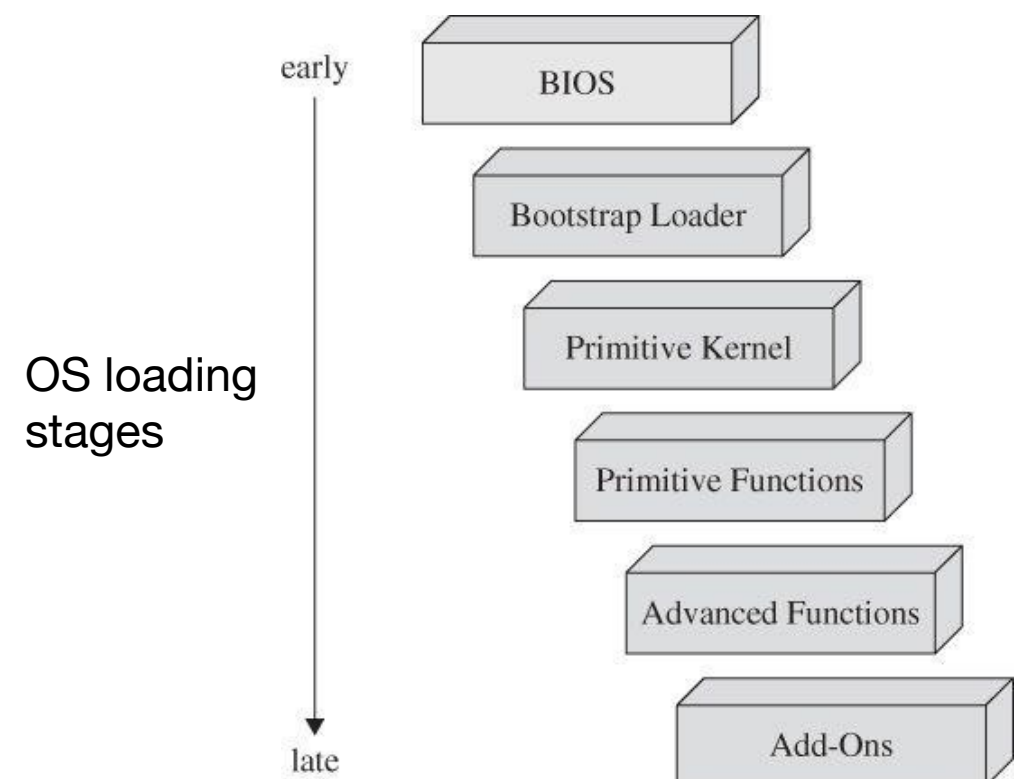 early
BIOS
Bootstrap Loader
Primitive Kernel
OS loading
stages
Primitive Functions
Advanced Functions
Add-Ons
late